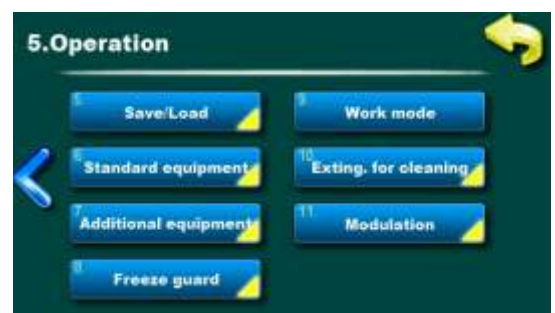 5.Operation
5
Save/Load
9
Work mode
6
Standard equipment
10
Exting. for cleaning
7
Additional equipment
11
Modulation
8
Freeze guard